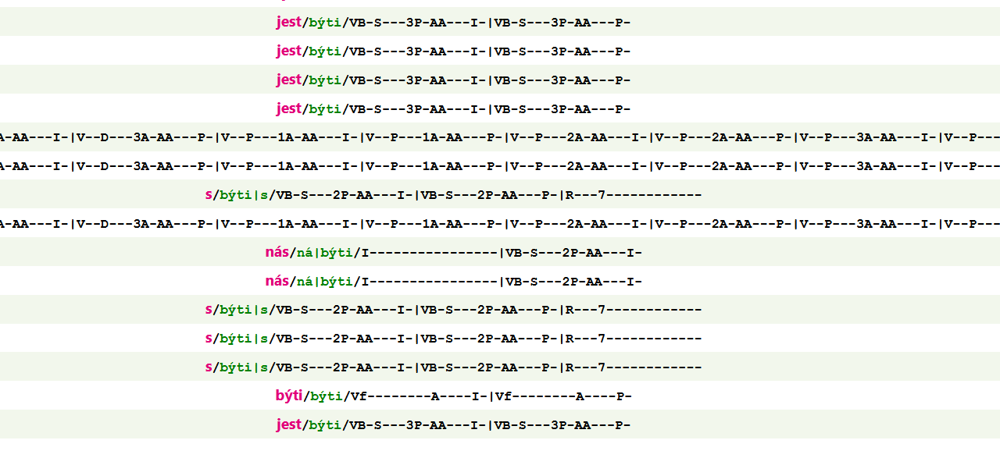 jest/býti/VB-S---3P-AA---I-|VB-S---3P-AA---P-
jest/býti/VB-S---3P-AA---I-|VB-S---3P-AA---P-
jest/býti/VB-S---3P-AA---I-|VB-S---3P-AA---P-
jest/býti/VB-S---3P-AA---I-|VB-S---3P-AA---P-
A-AA---I-|V--D---3A-AA---P-|V--P---1A-AA---I-|V--P---1A-AA---P-|V--P---2A-AA---I-|V--P---2A-AA---P-|V--P---3A-AA---I-|V--P---
A-AA---I-|V--D---3A-AA---P-|V--P---1A-AA---I-|V--P---1A-AA---P-|V--P---2A-AA---I-|V--P---2A-AA---P-|V--P---3A-AA---I-|V--P---
s/býti|s/VB-S---2P-AA---I-|VB-S---2P-AA---P-|R---7------------
A-AA---I-|V--D---3A-AA---P-|V--P---1A-AA---I-|V--P---1A-AA---P-|V--P---2A-AA---I-|V--P---2A-AA---P-|V--P---3A-AA---I-|V--P---
nás/ná|býti/I----------------|VB-S---2P-AA---I-
nás/ná|býti/I----------------|VB-S---2P-AA---I-
s/býti|s/VB-S---2P-AA---I-|VB-S---2P-AA---P-|R---7------------
s/býti|s/VB-S---2P-AA---I-|VB-S---2P-AA---P-|R---7------------
s/býti|s/VB-S---2P-AA---I-|VB-S---2P-AA---P-|R---7------------
býti/býti/Vf--------A----I-|Vf--------A----P-
jest/býti/VB-S---3P-AA---I-|VB-S---3P-AA---P-